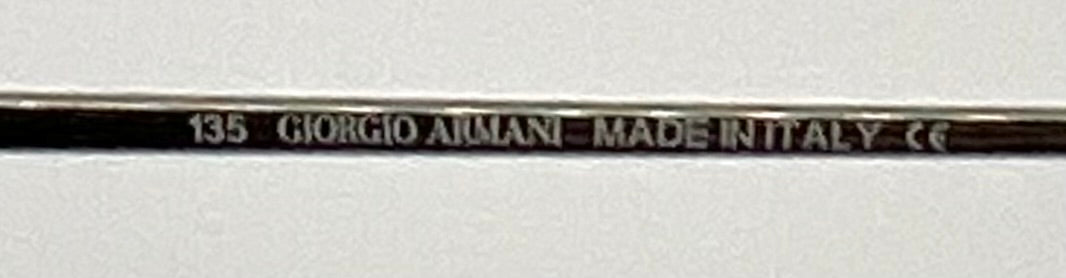 135 GIORGIO ARMANI MADE IN ITALY CE